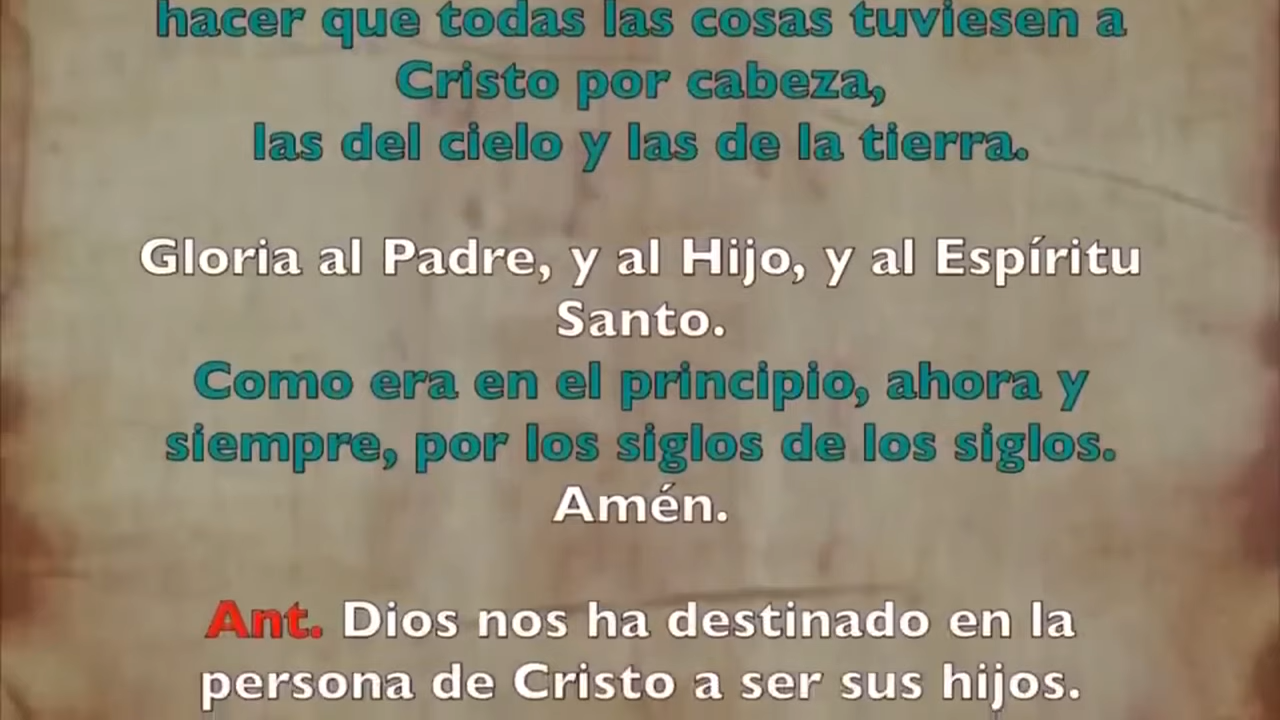 hacer que todas las cosas tuviesen a
Cristo por cabeza,
las del cielo y las de la tierra.
Gloria al Padre, y al Hijo, y al Espíritu
Santo.
Como era en el principio, ahora y
siempre, por los siglos de los siglos.
Amén.
Ant. Dios nos ha destinado en la
persona de Cristo a ser sus hijos.